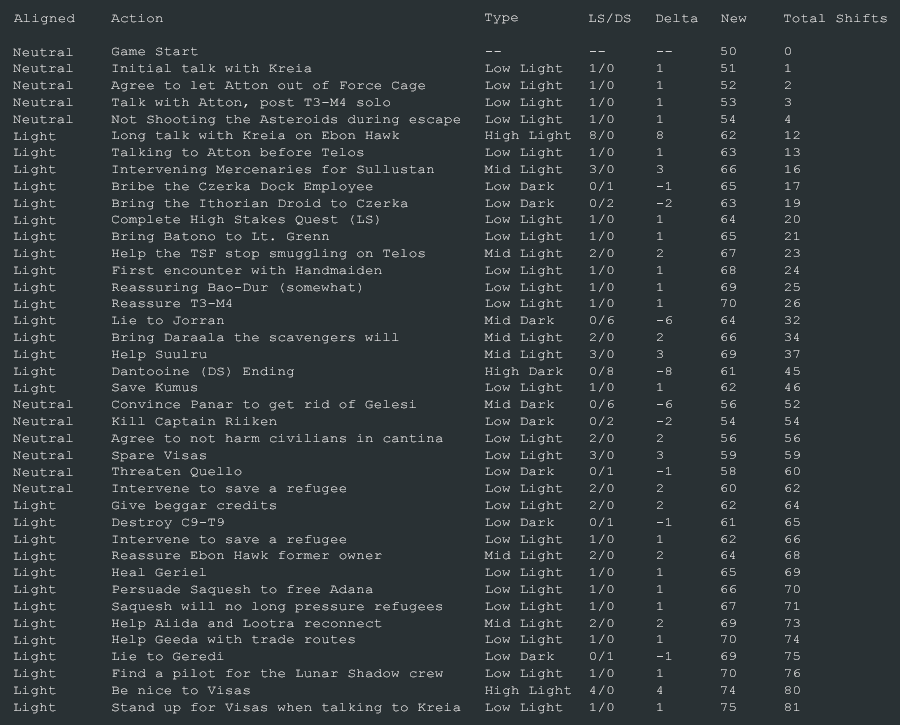 Aligned Action Type LS/DS Delta New Total Shifts
Neutral Game Start -- -- -- 50 0
Neutral Initial talk with Kreia Low Light 1/0 1 51 1
Neutral Agree to let Atton out of Force Cage Low Light 1/0 1 52 2
Neutral Talk with Atton, post T3-M4 solo Low Light 1/0 1 53 3
Neutral Not Shooting the Asteroids during escape Low Light 1/0 1 54 4
Light Long talk with Kreia on Ebon Hawk High Light 8/0 8 62 12
Light Talking to Atton before Telos Low Light 1/0 1 63 13
Light Intervening Mercenaries for Sullustan Mid Light 3/0 3 66 16
Light Bribe the Czerka Dock Employee Low Dark 0/1 -1 65 17
Light Bring the Ithorian Droid to Czerka Low Dark 0/2 -2 63 19
Light Complete High Stakes Quest (LS) Low Light 1/0 1 64 20
Light Bring Batono to Lt. Grenn Low Light 1/0 1 65 21
Light Help the TSF stop smuggling on Telos Mid Light 2/0 2 67 23
Light First encounter with Handmaiden Low Light 1/0 1 68 24
Light Reassuring Bao-Dur (somewhat) Low Light 1/0 1 69 25
Light Reassure T3-M4 Low Light 1/0 1 70 26
Light Lie to Jorran Mid Dark 0/6 -6 64 32
Light Bring Daraala the scavengers will Mid Light 2/0 2 66 34
Light Help Suulru Mid Light 3/0 3 69 37
Light Dantooine (DS) Ending High Dark 0/8 -8 61 45
Light Save Kumus Low Light 1/0 1 62 46
Neutral Convince Panar to get rid of Gelesi Mid Dark 0/6 -6 56 52
Neutral Kill Captain Riiken Low Dark 0/2 -2 54 54
Neutral Agree to not harm civilians in cantina Low Light 2/0 2 56 56
Neutral Spare Visas Low Light 3/0 3 59 59
Neutral Threaten Quello Low Dark 0/1 -1 58 60
Neutral Intervene to save a refugee Low Light 2/0 2 60 62
Light Give beggar credits Low Light 2/0 2 62 64
Light Destroy C9-T9 Low Dark 0/1 -1 61 65
Light Intervene to save a refugee Low Light 1/0 1 62 66
Light Reassure Ebon Hawk former owner Mid Light 2/0 2 64 68
Light Heal Geriel Low Light 1/0 1 65 69
Light Persuade Saquesh to free Adana Low Light 1/0 1 66 70
Light Saquesh will no long pressure refugees Low Light 1/0 1 67 71
Light Help Aiida and Lootra reconnect Mid Light 2/0 2 69 73
Light Help Geeda with trade routes Low Light 1/0 1 70 74
Light Lie to Geredi Low Dark 0/1 -1 69 75
Light Find a pilot for the Lunar Shadow crew Low Light 1/0 1 70 76
Light Be nice to Visas High Light 4/0 4 74 80
Light Stand up for Visas when talking to Kreia Low Light 1/0 1 75 81